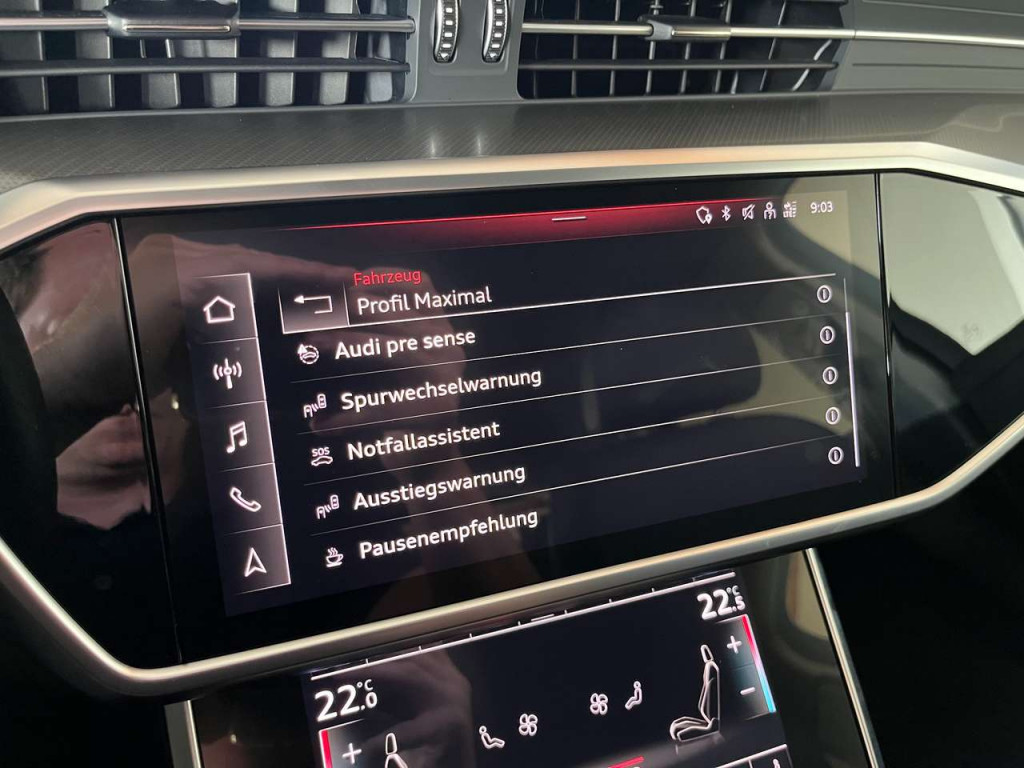 9:03
Fahrzeug
Profil Maximal
Audi pre sense
Spurwechselwarnung
SOS
Notfallassistent
Ausstiegswarnung
Pausenempfehlung
22.5 °C
22.0 °C